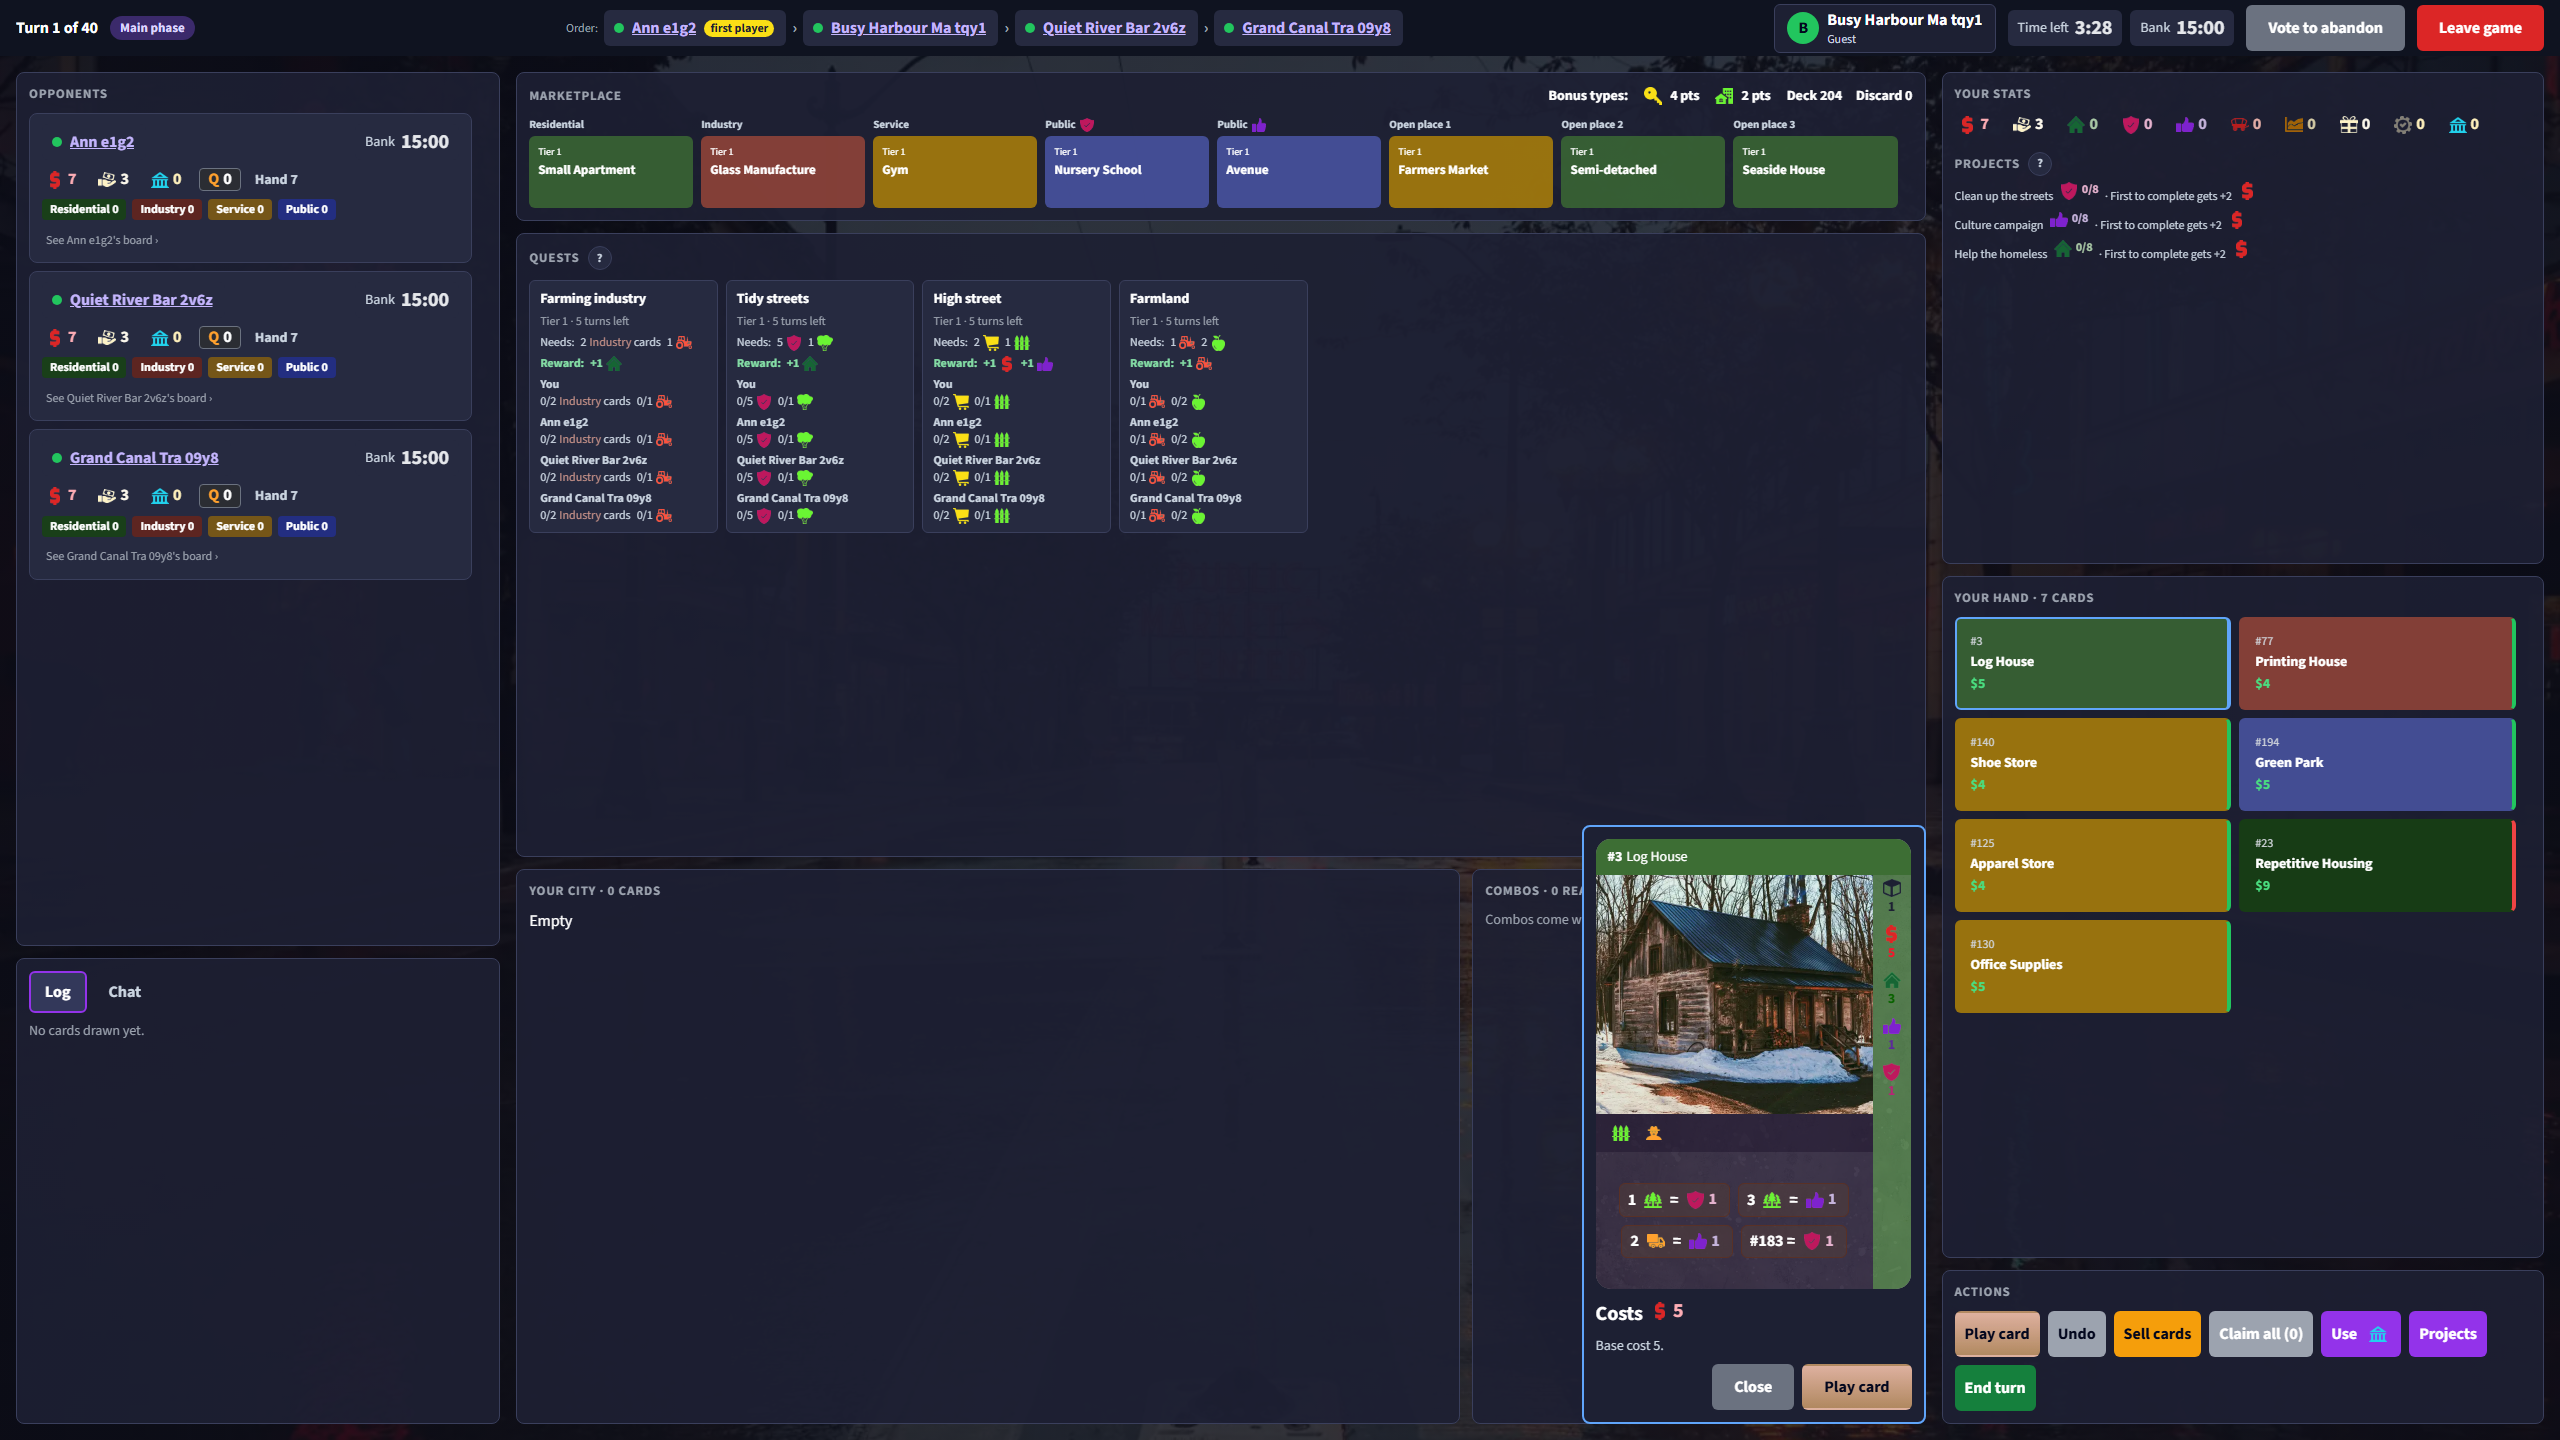 Turn 1 of 40 Main phase
Order: Ann e1g2 first player › Busy Harbour Ma tqy1 › Quiet River Bar 2v6z › Grand Canal Tra 09y8
B Busy Harbour Ma tqy1
Guest
Time left 3:28
Bank 15:00
Vote to abandon
Leave game
OPPONENTS
Ann e1g2 Bank 15:00
7 3 0 Q 0 Hand 7
Residential 0 Industry 0 Service 0 Public 0
See Ann e1g2's board ›
Quiet River Bar 2v6z Bank 15:00
7 3 0 Q 0 Hand 7
Residential 0 Industry 0 Service 0 Public 0
See Quiet River Bar 2v6z's board ›
Grand Canal Tra 09y8 Bank 15:00
7 3 0 Q 0 Hand 7
Residential 0 Industry 0 Service 0 Public 0
See Grand Canal Tra 09y8's board ›
Log Chat
No cards drawn yet.
MARKETPLACE
Bonus types: 4 pts 2 pts Deck 204 Discard 0
Residential
Tier 1
Small Apartment
Industry
Tier 1
Glass Manufacture
Service
Tier 1
Gym
Public
Tier 1
Nursery School
Public
Tier 1
Avenue
Open place 1
Tier 1
Farmers Market
Open place 2
Tier 1
Semi-detached
Open place 3
Tier 1
Seaside House
QUESTS ?
Farming industry
Tier 1 · 5 turns left
Needs: 2 Industry cards 1
Reward: +1
You
0/2 Industry cards 0/1
Ann e1g2
0/2 Industry cards 0/1
Quiet River Bar 2v6z
0/2 Industry cards 0/1
Grand Canal Tra 09y8
0/2 Industry cards 0/1
Tidy streets
Tier 1 · 5 turns left
Needs: 5 1
Reward: +1
You
0/5 0/1
Ann e1g2
0/5 0/1
Quiet River Bar 2v6z
0/5 0/1
Grand Canal Tra 09y8
0/5 0/1
High street
Tier 1 · 5 turns left
Needs: 2 1
Reward: +1 $ +1
You
0/2 0/1
Ann e1g2
0/2 0/1
Quiet River Bar 2v6z
0/2 0/1
Grand Canal Tra 09y8
0/2 0/1
Farmland
Tier 1 · 5 turns left
Needs: 1 2
Reward: +1
You
0/1 0/2
Ann e1g2
0/1 0/2
Quiet River Bar 2v6z
0/1 0/2
Grand Canal Tra 09y8
0/1 0/2
YOUR CITY · 0 CARDS
Empty
COMBOS · 0 REA
Combos come w
#3 Log House
1
5
3
1
1
1 = 1 3 = 1
2 = 1 #183 = 1
Costs $ 5
Base cost 5.
Close Play card
YOUR STATS
$ 7 3 0 0 0 0 0 0 0 0
PROJECTS ?
Clean up the streets 0/8 · First to complete gets +2 $
Culture campaign 0/8 · First to complete gets +2 $
Help the homeless 0/8 · First to complete gets +2 $
YOUR HAND · 7 CARDS
#3
Log House
$5
#77
Printing House
$4
#140
Shoe Store
$4
#194
Green Park
$5
#125
Apparel Store
$4
#23
Repetitive Housing
$9
#130
Office Supplies
$5
ACTIONS
Play card Undo Sell cards Claim all (0) Use Projects
End turn